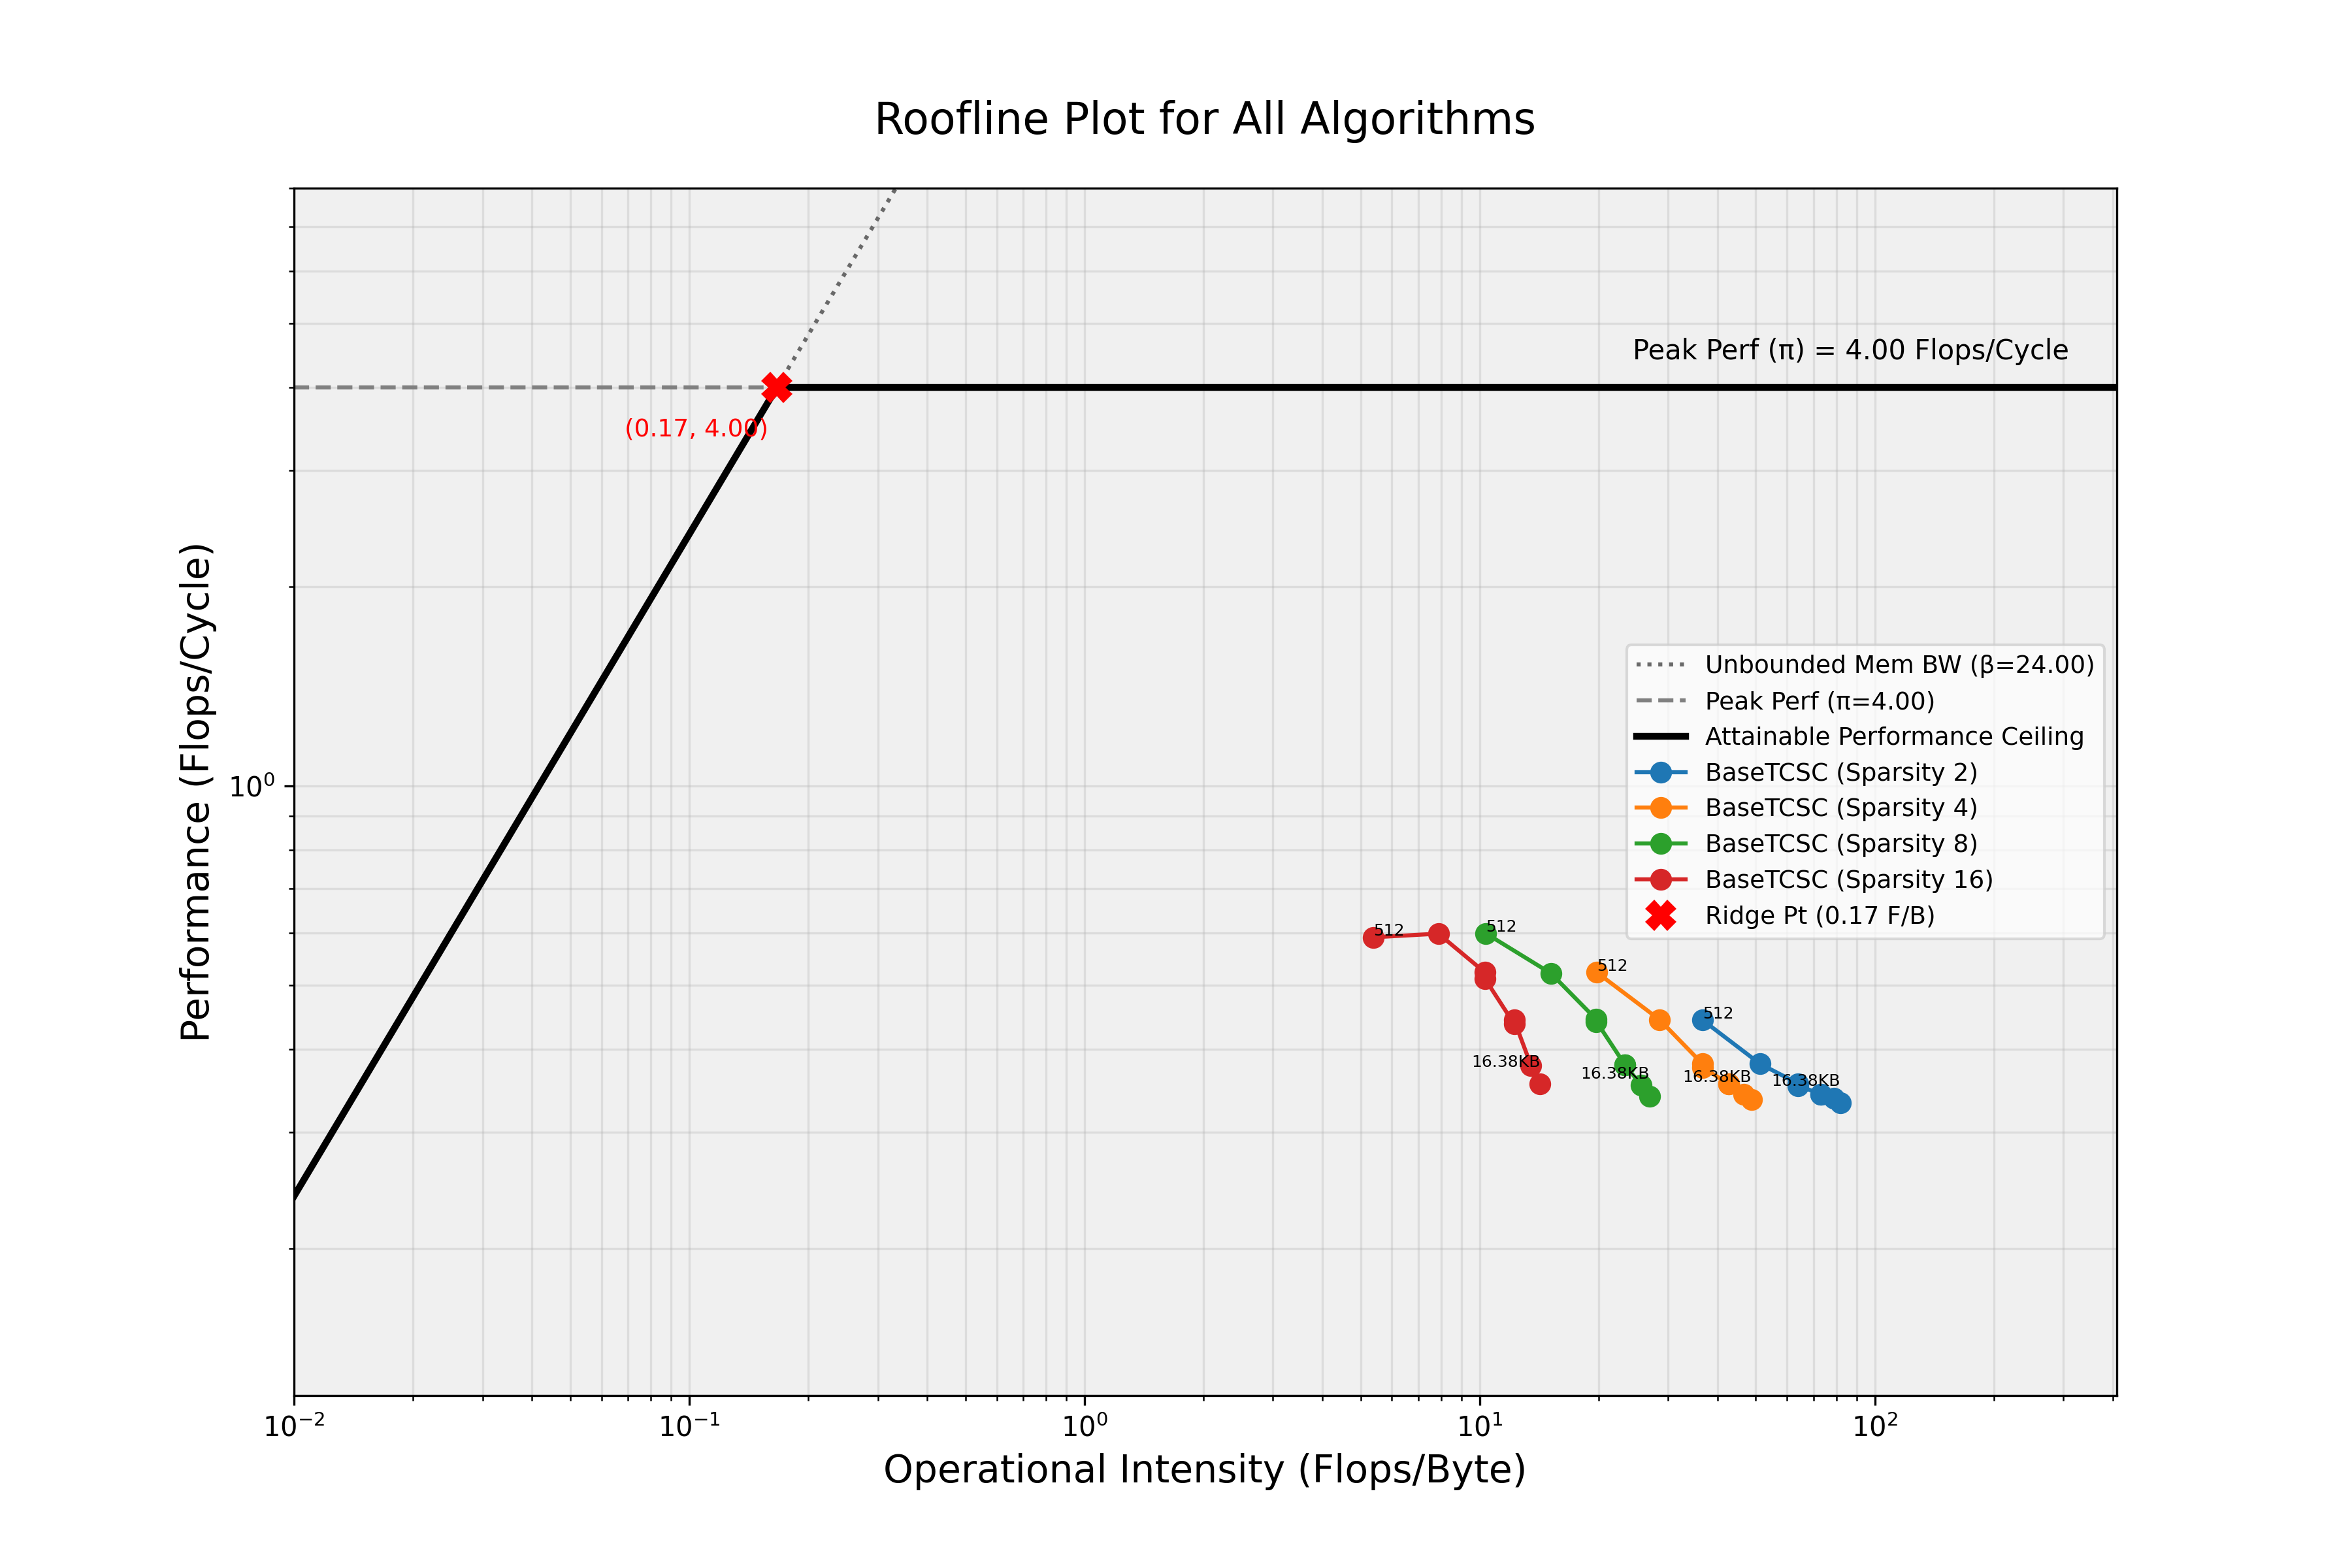 Roofline Plot for All Algorithms
Peak Perf (π) = 4.00 Flops/Cycle
(0.17, 4.00)
Performance (Flops/Cycle)
10⁰
Unbounded Mem BW (β=24.00)
Peak Perf (π=4.00)
Attainable Performance Ceiling
BaseTCSC (Sparsity 2)
BaseTCSC (Sparsity 4)
BaseTCSC (Sparsity 8)
BaseTCSC (Sparsity 16)
Ridge Pt (0.17 F/B)
512
512
512
512
16.38KB
16.38KB
16.38KB
16.38KB
10⁻²
10⁻¹
10⁰
10¹
10²
Operational Intensity (Flops/Byte)